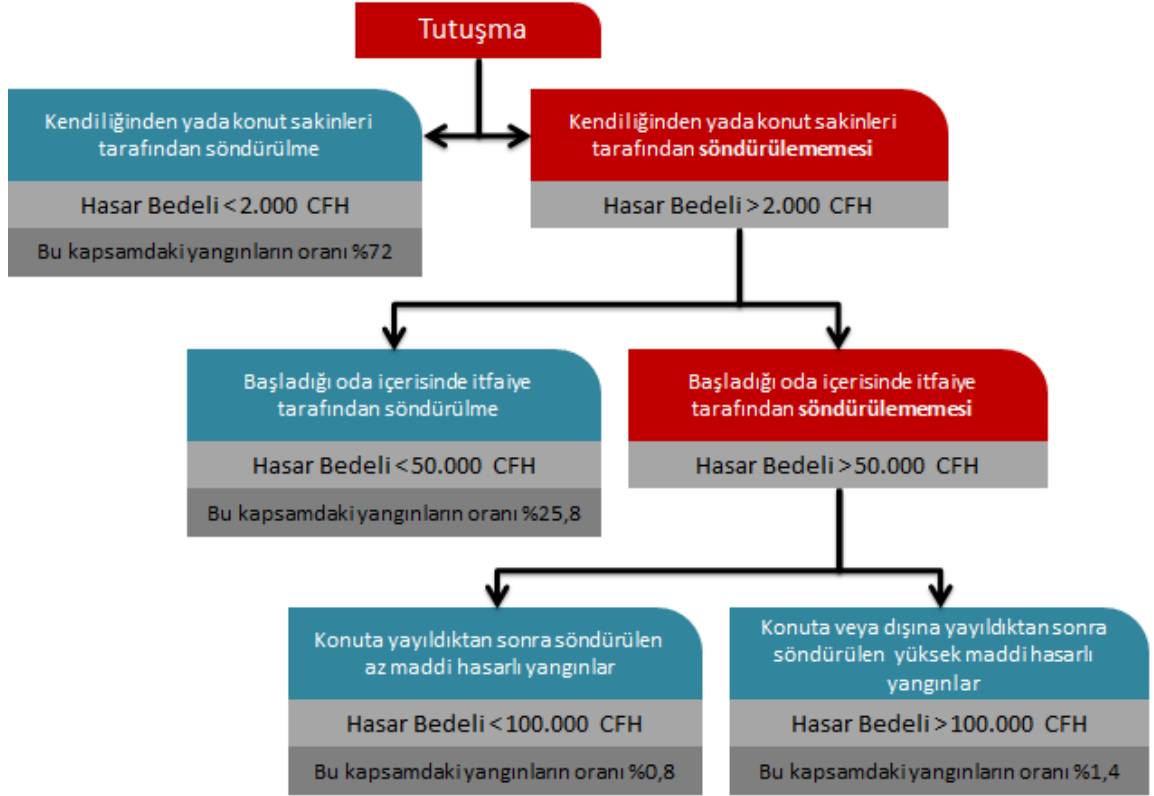 Tutuşma
Kendiliğinden yada konut sakinleri
tarafından söndürülme
Hasar Bedeli <2.000 CFH
Bu kapsamdaki yangınların oranı %72
Kendiliğinden yada konut sakinleri
tarafından söndürülememesi
Hasar Bedeli >2.000 CFH
Başladığı oda içerisinde itfaiye
tarafından söndürülme
Hasar Bedeli <50.000 CFH
Bu kapsamdaki yangınların oranı %25,8
Başladığı oda içerisinde itfaiye
tarafından söndürülememesi
Hasar Bedeli >50.000 CFH
Konuta yayıldıktan sonra söndürülen
az maddi hasarlı yangınlar
Hasar Bedeli <100.000 CFH
Bu kapsamdaki yangınların oranı %0,8
Konuta veya dışına yayıldıktan sonra
söndürülen yüksek maddi hasarlı
yangınlar
Hasar Bedeli >100.000 CFH
Bu kapsamdaki yangınların oranı %1,4